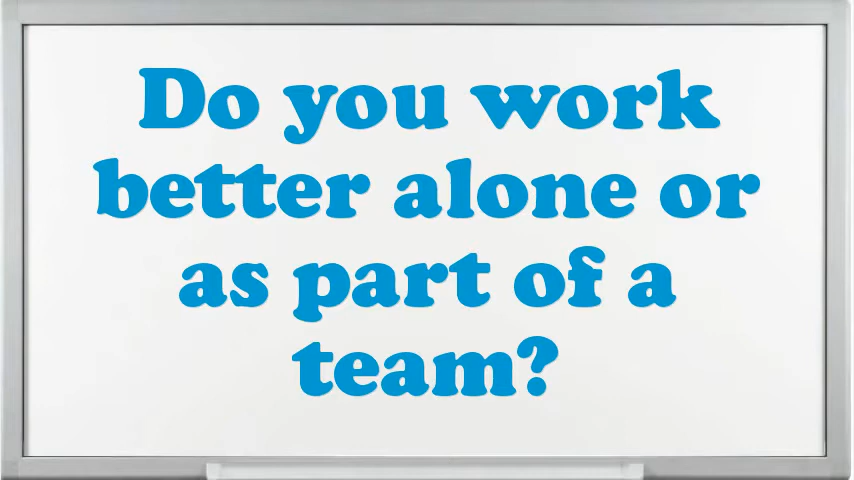 Do you work
better alone or
as part of a
team?